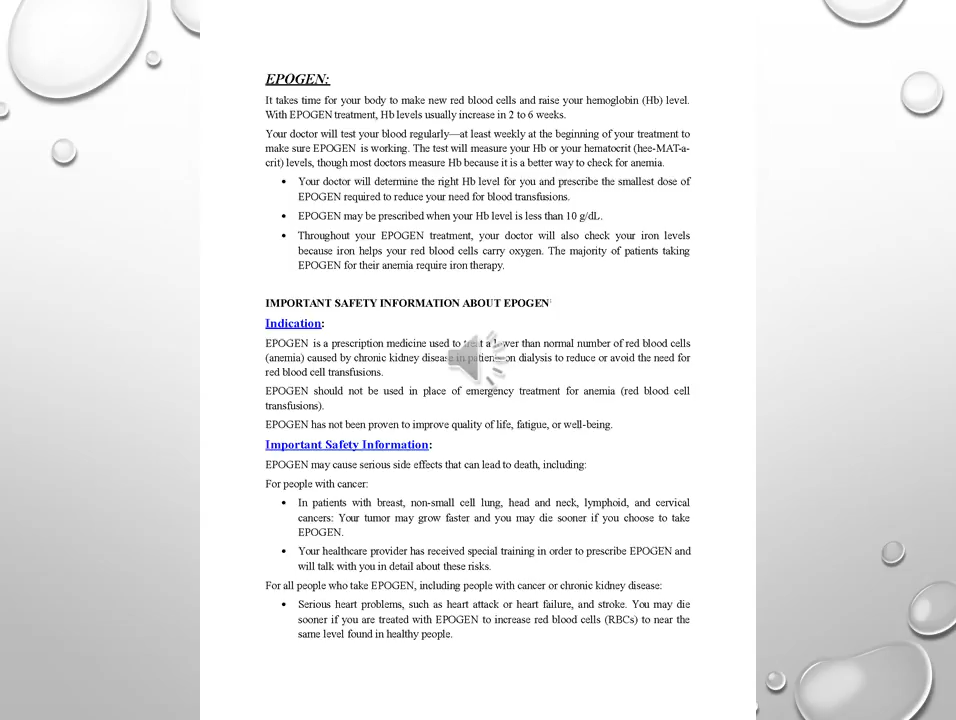 EPOGEN:
It takes time for your body to make new red blood cells and raise your hemoglobin (Hb) level.
With EPOGEN treatment, Hb levels usually increase in 2 to 6 weeks.
Your doctor will test your blood regularly—at least weekly at the beginning of your treatment to
make sure EPOGEN is working. The test will measure your Hb or your hematocrit (hee-MAT-a-
crit) levels, though most doctors measure Hb because it is a better way to check for anemia.
• Your doctor will determine the right Hb level for you and prescribe the smallest dose of
EPOGEN required to reduce your need for blood transfusions.
• EPOGEN may be prescribed when your Hb level is less than 10 g/dL.
• Throughout your EPOGEN treatment, your doctor will also check your iron levels
because iron helps your red blood cells carry oxygen. The majority of patients taking
EPOGEN for their anemia require iron therapy.
IMPORTANT SAFETY INFORMATION ABOUT EPOGEN:
Indication:
EPOGEN is a prescription medicine used to treat a lower than normal number of red blood cells
(anemia) caused by chronic kidney disease in patients on dialysis to reduce or avoid the need for
red blood cell transfusions.
EPOGEN should not be used in place of emergency treatment for anemia (red blood cell
transfusions).
EPOGEN has not been proven to improve quality of life, fatigue, or well-being.
Important Safety Information:
EPOGEN may cause serious side effects that can lead to death, including:
For people with cancer:
• In patients with breast, non-small cell lung, head and neck, lymphoid, and cervical
cancers: Your tumor may grow faster and you may die sooner if you choose to take
EPOGEN.
• Your healthcare provider has received special training in order to prescribe EPOGEN and
will talk with you in detail about these risks.
For all people who take EPOGEN, including people with cancer or chronic kidney disease:
• Serious heart problems, such as heart attack or heart failure, and stroke. You may die
sooner if you are treated with EPOGEN to increase red blood cells (RBCs) to near the
same level found in healthy people.